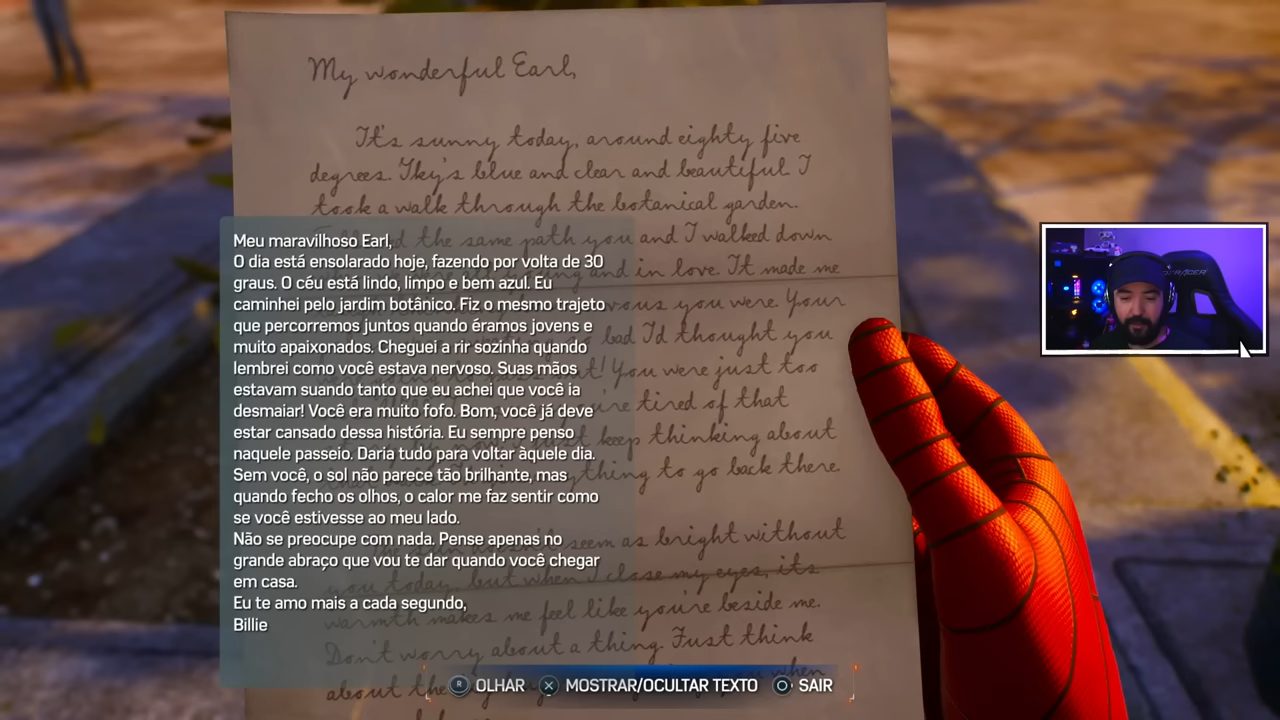 My wonderful Earl,
It's sunny today, around eighty five
degrees. Sky's blue and clear and beautiful. I
took a walk through the botanical garden.
the same path you and I walked down
and in love. It made me
you were. Your
bad I'd thought you
You were just too
tired of that
keep thinking about
to go back there.
seem as bright without
you today, but when I close my eyes, its
warmth makes me feel like you're beside me.
Don't worry about a thing. Just think
about the
when
Meu maravilhoso Earl,
O dia está ensolarado hoje, fazendo por volta de 30
graus. O céu está lindo, limpo e bem azul. Eu
caminhei pelo jardim botânico. Fiz o mesmo trajeto
que percorremos juntos quando éramos jovens e
muito apaixonados. Cheguei a rir sozinha quando
lembrei como você estava nervoso. Suas mãos
estavam suando tanto que eu achei que você ia
desmaiar! Você era muito fofo. Bom, você já deve
estar cansado dessa história. Eu sempre penso
naquele passeio. Daria tudo para voltar àquele dia.
Sem você, o sol não parece tão brilhante, mas
quando fecho os olhos, o calor me faz sentir como
se você estivesse ao meu lado.
Não se preocupe com nada. Pense apenas no
grande abraço que vou te dar quando você chegar
em casa.
Eu te amo mais a cada segundo,
Billie
R OLHAR MOSTRAR/OCULTAR TEXTO SAIR